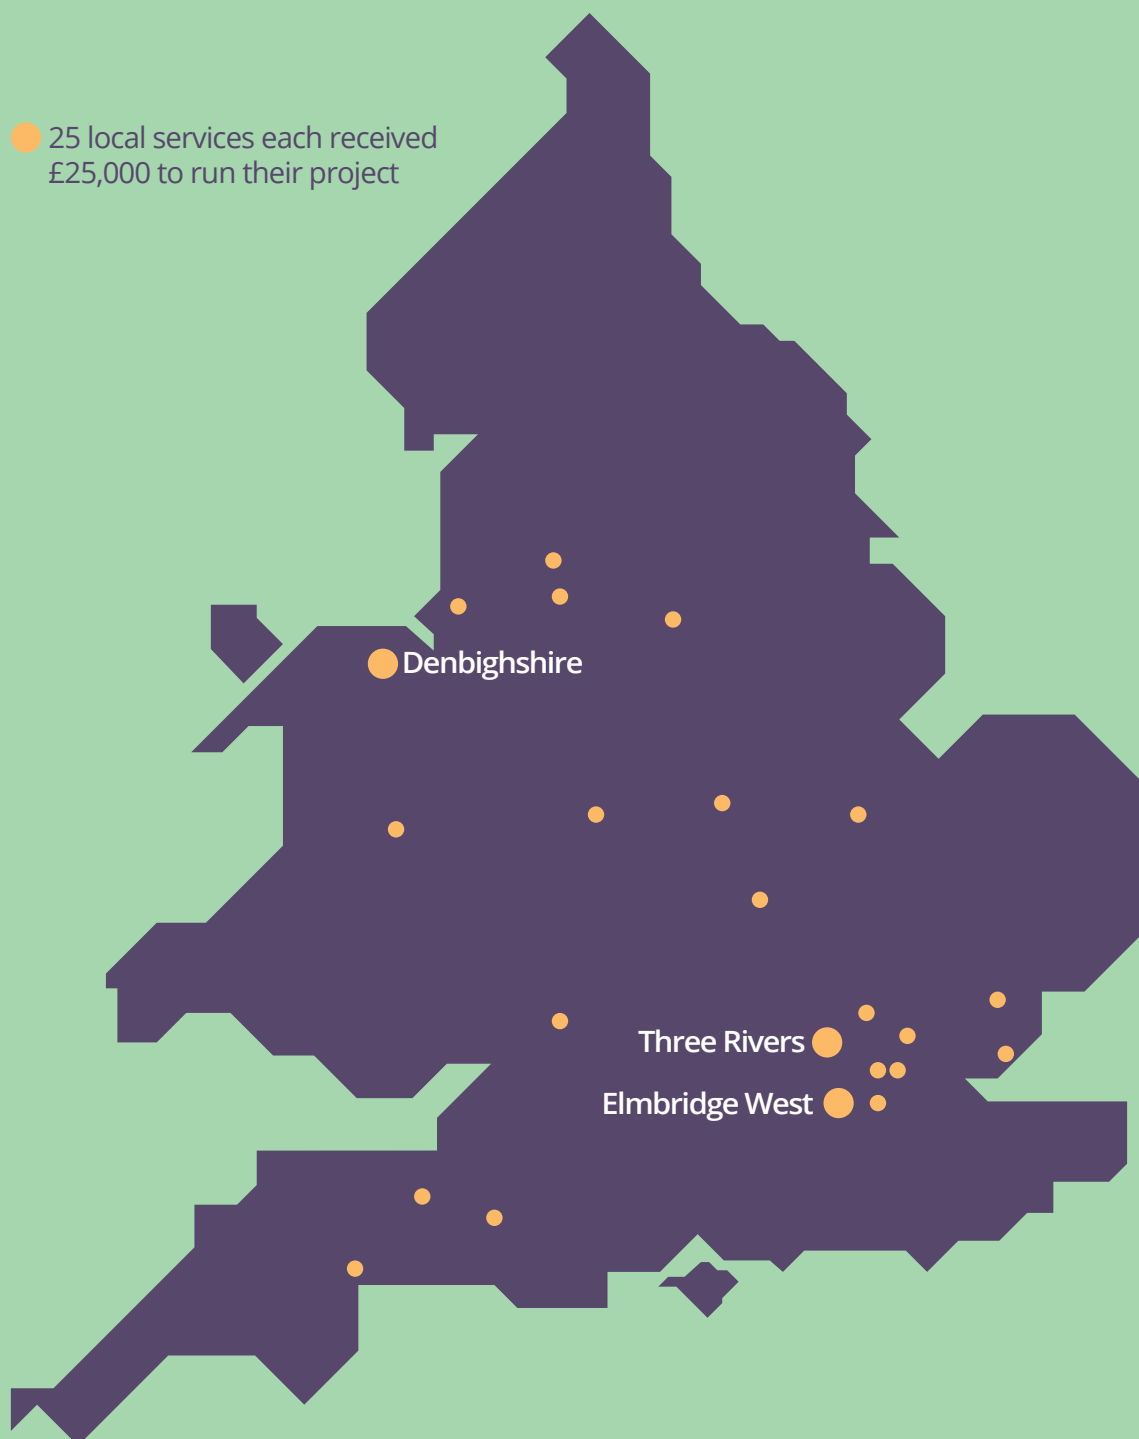 25 local services each received
£25,000 to run their project
Denbighshire
Three Rivers
Elmbridge West